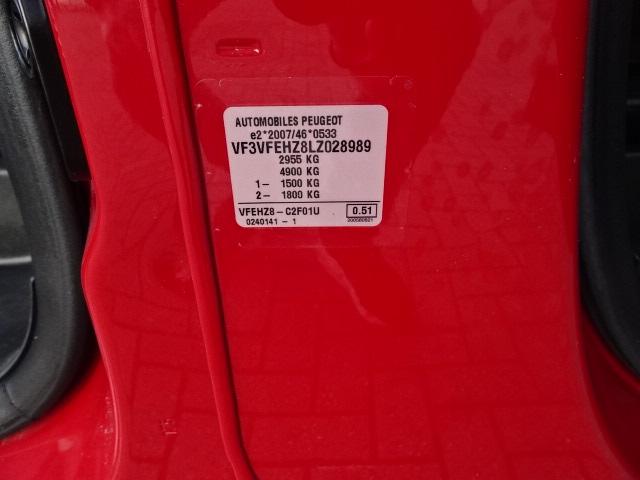 AUTOMOBILES PEUGEOT
e2*2007/46*0533
VF3VFEHZ8LZ028989
2955 KG
4900 KG
1- 1500 KG
2- 1800 KG
VFEHZ8-C2F01U 0.51
0240141 - 1